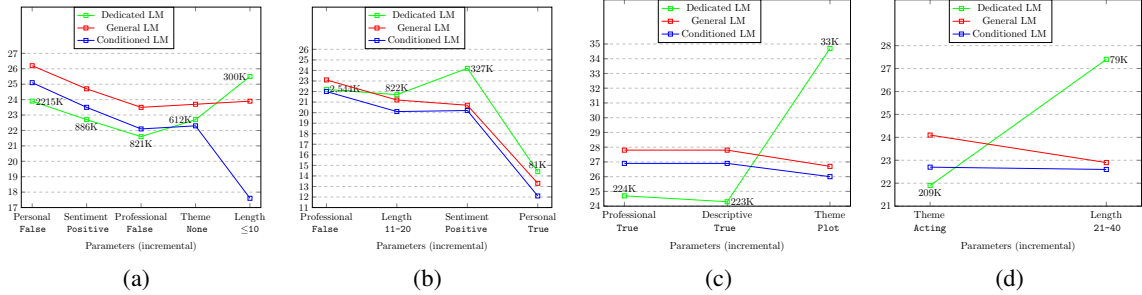 Dedicated LM
General LM
Conditioned LM
27
26
25
24
23
22
21
20
19
18
17
2215K
886K
821K
612K
300K
Personal Sentiment Professional Theme Length
False Positive False None ≤10
Parameters (incremental)
(a)
Dedicated LM
General LM
Conditioned LM
26
25
24
23
22
21
20
19
18
17
16
15
14
13
12
11
2,544K
822K
327K
81K
Professional Length Sentiment Personal
False 11-20 Positive True
Parameters (incremental)
(b)
Dedicated LM
General LM
Conditioned LM
35
34
33
32
31
30
29
28
27
26
25
24
224K
223K
33K
Professional Descriptive Theme
True True Plot
Parameters (incremental)
(c)
Dedicated LM
General LM
Conditioned LM
28
27
26
25
24
23
22
21
209K
79K
Theme Length
Acting 21-40
Parameters (incremental)
(d)